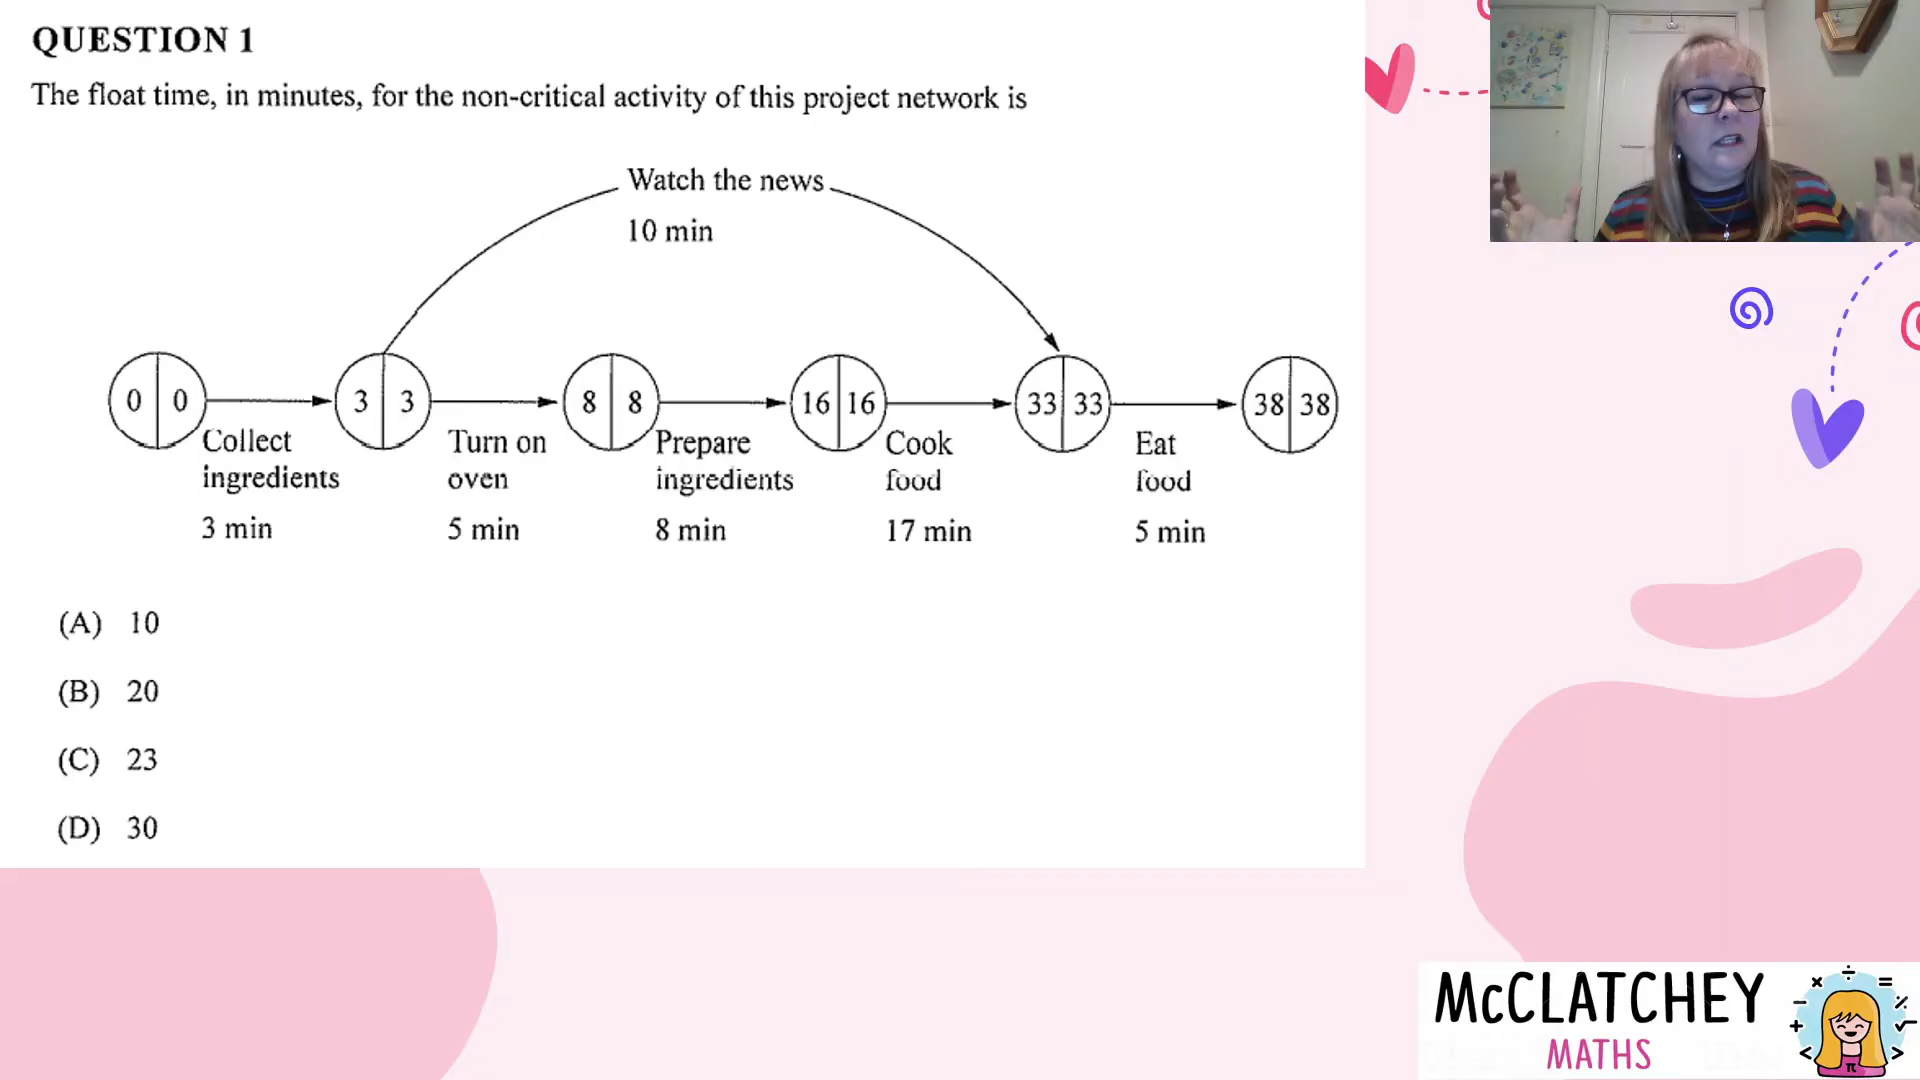 QUESTION 1
The float time, in minutes, for the non-critical activity of this project network is
Watch the news
10 min
0 0
3 3
8 8
16 16
33 33
38 38
Collect
ingredients
3 min
Turn on
oven
5 min
Prepare
ingredients
8 min
Cook
food
17 min
Eat
food
5 min
(A) 10
(B) 20
(C) 23
(D) 30
McCLATCHEY
MATHS